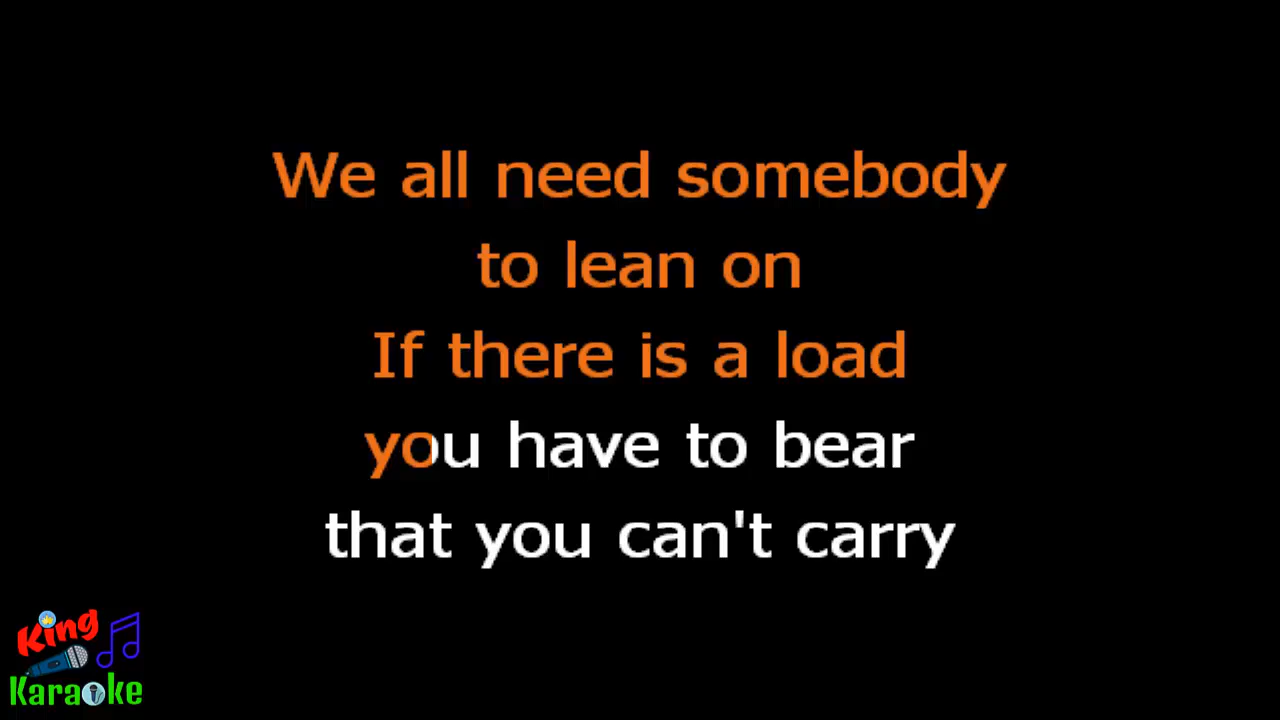 We all need somebody
to lean on
If there is a load
you have to bear
that you can't carry
King
Karaoke